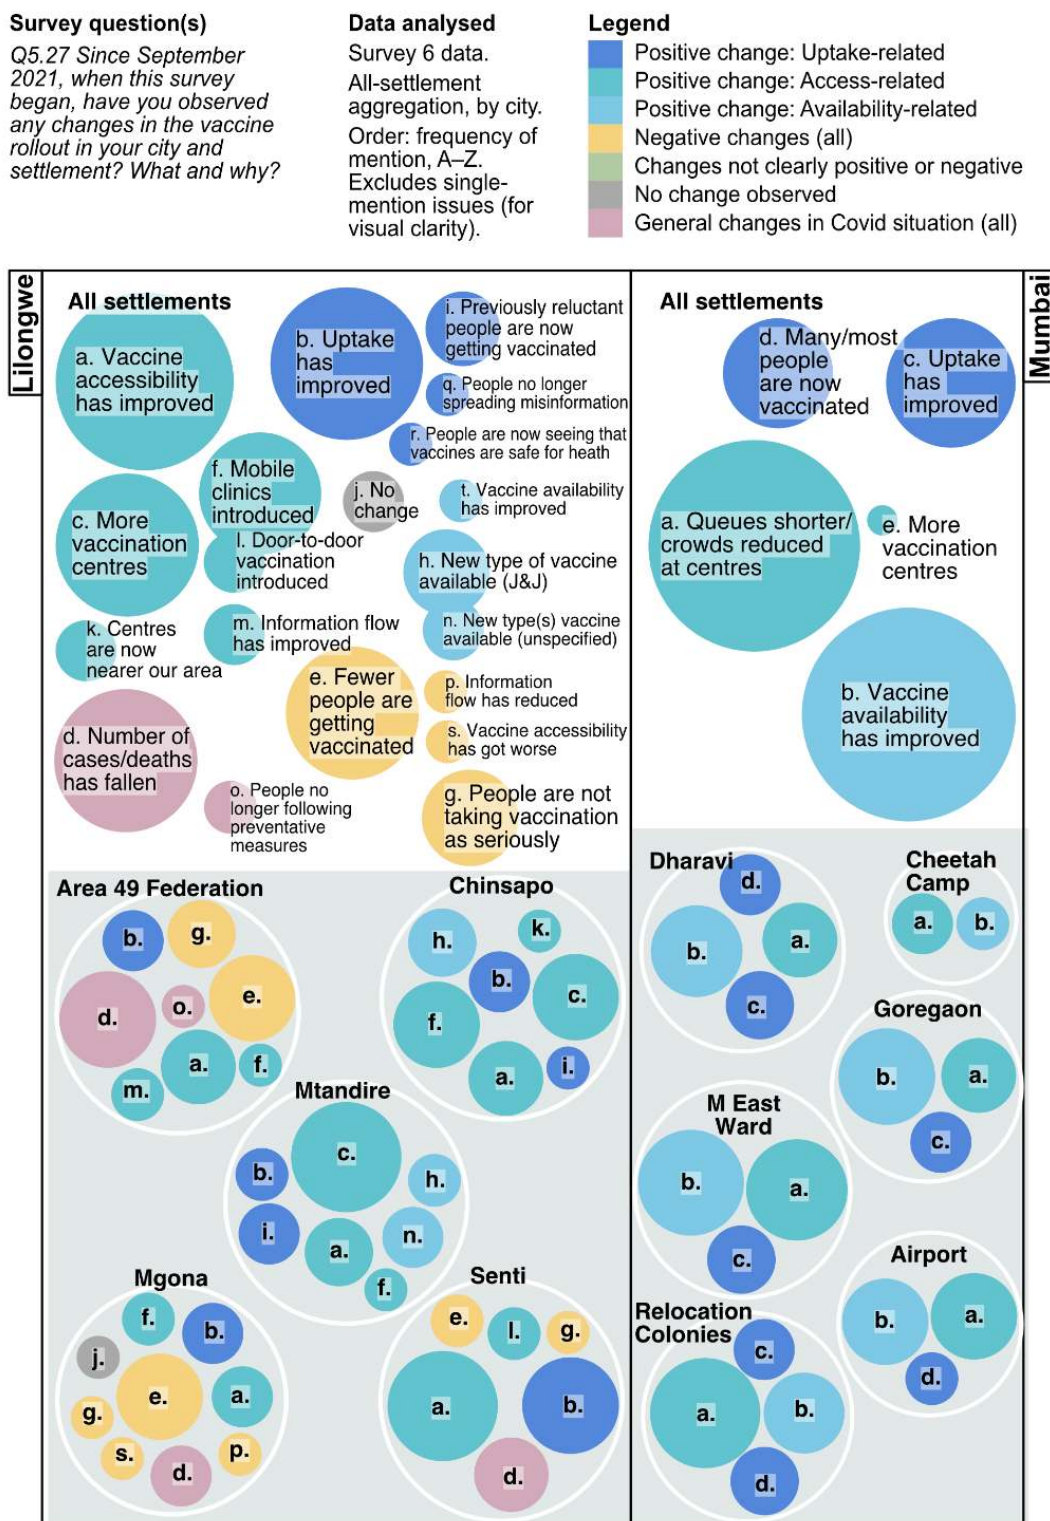 Survey question(s)
Q5.27 Since September
2021, when this survey
began, have you observed
any changes in the vaccine
rollout in your city and
settlement? What and why?
Data analysed
Survey 6 data.
All-settlement
aggregation, by city.
Order: frequency of
mention, A–Z.
Excludes single-
mention issues (for
visual clarity).
Legend
Positive change: Uptake-related
Positive change: Access-related
Positive change: Availability-related
Negative changes (all)
Changes not clearly positive or negative
No change observed
General changes in Covid situation (all)
Lilongwe
All settlements
a. Vaccine
accessibility
has improved
b. Uptake
has
improved
i. Previously reluctant
people are now
getting vaccinated
q. People no longer
spreading misinformation
r. People are now seeing that
vaccines are safe for heath
f. Mobile
clinics
introduced
j. No
change
t. Vaccine availability
has improved
c. More
vaccination
centres
l. Door-to-door
vaccination
introduced
h. New type of vaccine
available (J&J)
k. Centres
are now
nearer our area
m. Information flow
has improved
n. New type(s) vaccine
available (unspecified)
e. Fewer
people are
getting
vaccinated
p. Information
flow has reduced
s. Vaccine accessibility
has got worse
d. Number of
cases/deaths
has fallen
o. People no
longer following
preventative
measures
g. People are not
taking vaccination
as seriously
Area 49 Federation
b.
g.
d.
o.
e.
a.
f.
m.
Chinsapo
h.
k.
b.
c.
f.
a.
i.
Mtandire
c.
b.
h.
i.
a.
n.
f.
Mgona
f.
b.
j.
e.
a.
g.
s.
p.
d.
Senti
e.
l.
g.
a.
b.
d.
Mumbai
All settlements
d. Many/most
people
are now
vaccinated
c. Uptake
has
improved
a. Queues shorter/
crowds reduced
at centres
e. More
vaccination
centres
b. Vaccine
availability
has improved
Dharavi
d.
b.
a.
c.
Cheetah
Camp
a.
b.
Goregaon
b.
a.
c.
M East
Ward
b.
a.
c.
Airport
b.
a.
d.
Relocation
Colonies
c.
a.
b.
d.